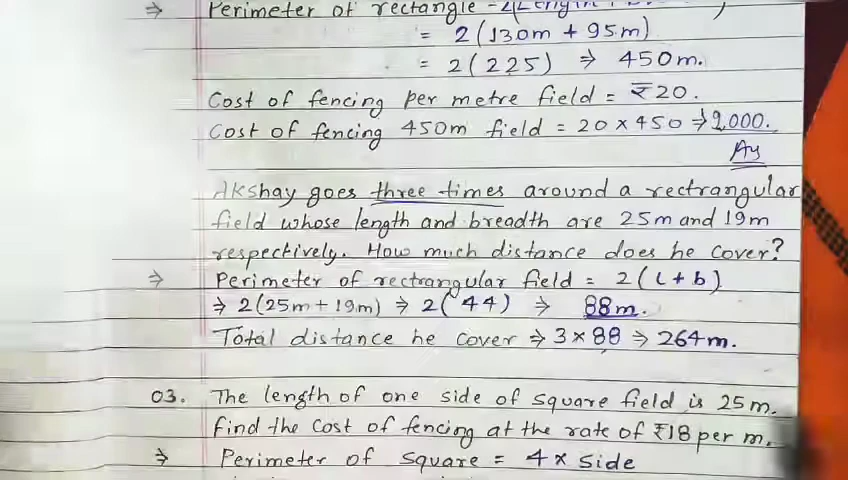 ⇒ Perimeter of rectangle = 2(Length +
= 2(130m + 95m)
= 2(225) ⇒ 450m.
Cost of fencing per metre field = ₹20.
Cost of fencing 450m field = 20 × 450 ⇒ 9,000.
Akshay goes three times around a rectrangular
field whose length and breadth are 25m and 19m
respectively. How much distance does he cover?
⇒ Perimeter of rectrangular field = 2(l+b)
⇒ 2(25m+19m) ⇒ 2(44) ⇒ 88m.
Total distance he cover ⇒ 3×88 ⇒ 264m.
03. The length of one side of square field is 25m.
find the cost of fencing at the rate of ₹18 per m.
⇒ Perimeter of square = 4 × side